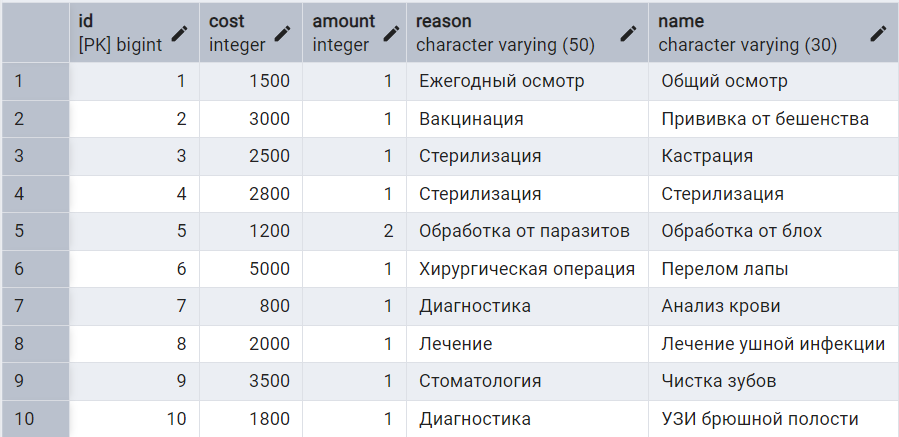 id cost amount reason name
[PK] bigint integer integer character varying (50) character varying (30)
1 1 1500 1 Ежегодный осмотр Общий осмотр
2 2 3000 1 Вакцинация Прививка от бешенства
3 3 2500 1 Стерилизация Кастрация
4 4 2800 1 Стерилизация Стерилизация
5 5 1200 2 Обработка от паразитов Обработка от блох
6 6 5000 1 Хирургическая операция Перелом лапы
7 7 800 1 Диагностика Анализ крови
8 8 2000 1 Лечение Лечение ушной инфекции
9 9 3500 1 Стоматология Чистка зубов
10 10 1800 1 Диагностика УЗИ брюшной полости